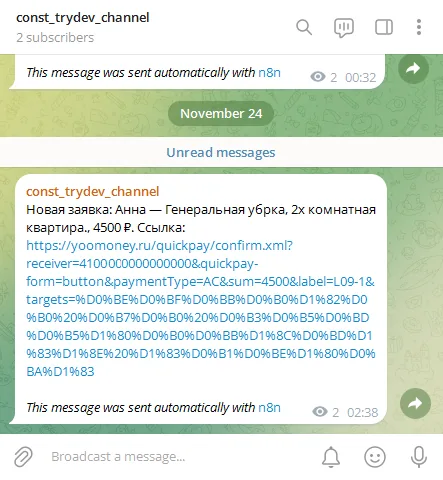 const_trydev_channel
2 subscribers
This message was sent automatically with n8n
2 00:32
November 24
Unread messages
const_trydev_channel
Новая заявка: Анна — Генеральная убрка, 2х комнатная
квартира., 4500 ₽. Ссылка:
https://yoomoney.ru/quickpay/confirm.xml?
receiver=4100000000000000&quickpay-
form=button&paymentType=AC&sum=4500&label=L09-1&
targets=%D0%BE%D0%BF%D0%BB%D0%B0%D1%82%D0
%B0%20%D0%B7%D0%B0%20%D0%B3%D0%B5%D0%BD
%D0%B5%D1%80%D0%B0%D0%BB%D1%8C%D0%BD%D1
%83%D1%8E%20%D1%83%D0%B1%D0%BE%D1%80%D0%
BA%D1%83
This message was sent automatically with n8n
2 02:38
Broadcast a message...